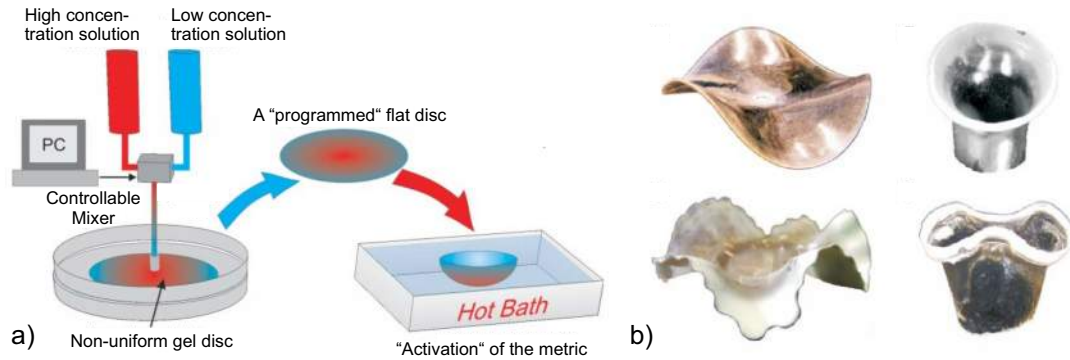 High concen-
tration solution
Low concen-
tration solution
PC
Controllable
Mixer
A “programmed“ flat disc
Hot Bath
Non-uniform gel disc
“Activation“ of the metric
a)
b)